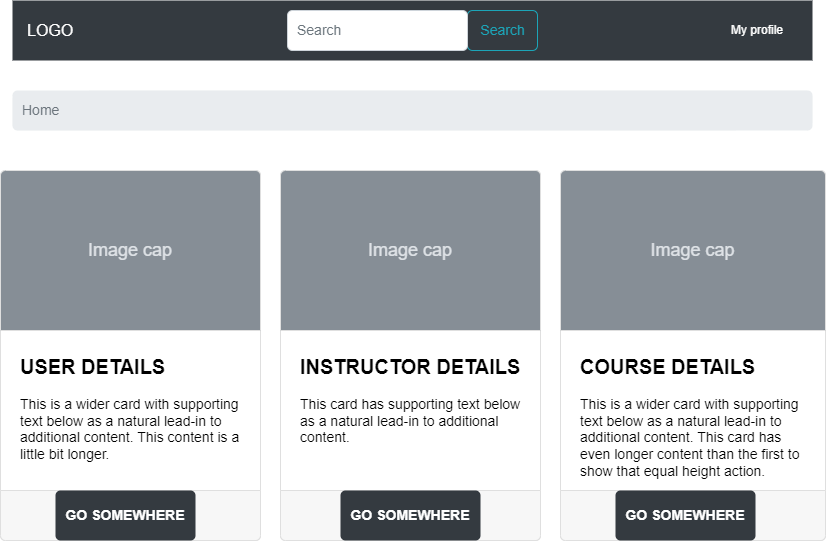 LOGO
Search
Search
My profile
Home
Image cap
Image cap
Image cap
USER DETAILS
This is a wider card with supporting
text below as a natural lead-in to
additional content. This content is a
little bit longer.
INSTRUCTOR DETAILS
This card has supporting text below
as a natural lead-in to additional
content.
COURSE DETAILS
This is a wider card with supporting
text below as a natural lead-in to
additional content. This card has
even longer content than the first to
show that equal height action.
GO SOMEWHERE
GO SOMEWHERE
GO SOMEWHERE